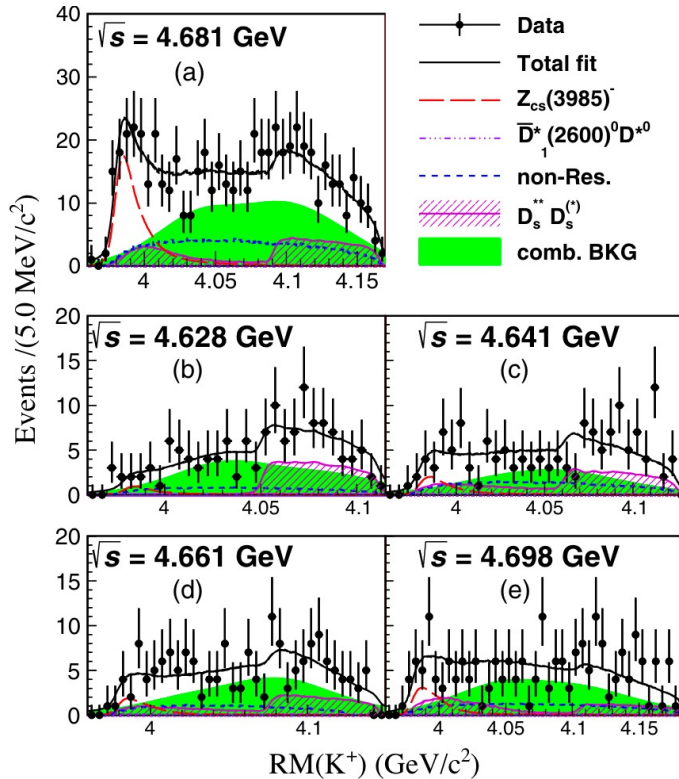 √s = 4.681 GeV
(a)
40
30
20
10
0
4
4.05
4.1
4.15
Data
Total fit
Z_cs(3985)^-
D̄*_1(2600)^0D*^0
non-Res.
D_s^** D_s^(*)
comb. BKG
Events /(5.0 MeV/c^2)
√s = 4.628 GeV
(b)
20
15
10
5
0
4
4.05
4.1
√s = 4.641 GeV
(c)
4
4.05
4.1
√s = 4.661 GeV
(d)
20
15
10
5
0
4
4.1
√s = 4.698 GeV
(e)
4
4.05
4.1
4.15
RM(K^+) (GeV/c^2)